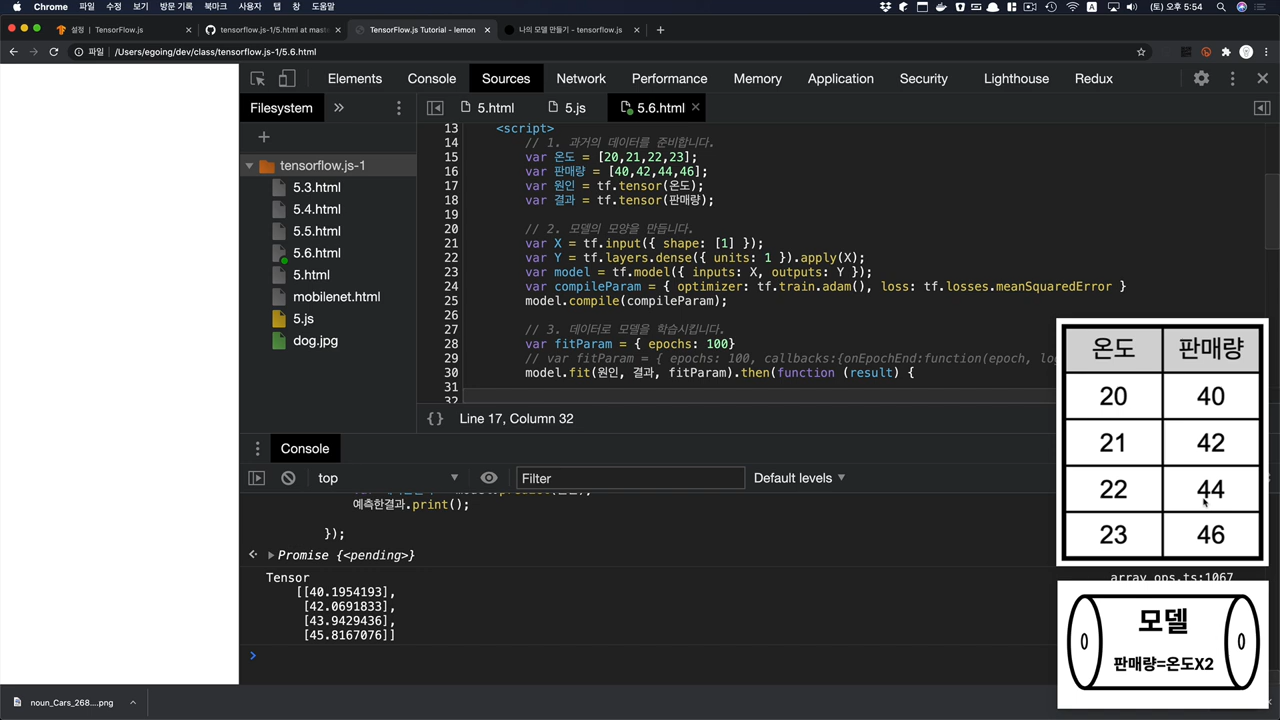 Chrome 파일 수정 보기 방문 기록 북마크 사용자 탭 창 도움말 토 오후 5:54
설정 | TensorFlow.js
tensorflow.js-1/5.html at mast
TensorFlow.js Tutorial - lemon
나의 모델 만들기 - tensorflow.js
파일 /Users/egoing/dev/class/tensorflow.js-1/5.6.html
Elements Console Sources Network Performance Memory Application Security Lighthouse Redux
Filesystem
5.html 5.js 5.6.html
tensorflow.js-1
5.3.html
5.4.html
5.5.html
5.6.html
5.html
mobilenet.html
5.js
dog.jpg
13 <script>
14 // 1. 과거의 데이터를 준비합니다.
15 var 온도 = [20,21,22,23];
16 var 판매량 = [40,42,44,46];
17 var 원인 = tf.tensor(온도);
18 var 결과 = tf.tensor(판매량);
19
20 // 2. 모델의 모양을 만듭니다.
21 var X = tf.input({ shape: [1] });
22 var Y = tf.layers.dense({ units: 1 }).apply(X);
23 var model = tf.model({ inputs: X, outputs: Y });
24 var compileParam = { optimizer: tf.train.adam(), loss: tf.losses.meanSquaredError }
25 model.compile(compileParam);
26
27 // 3. 데이터로 모델을 학습시킵니다.
28 var fitParam = { epochs: 100}
29 // var fitParam = { epochs: 100, callbacks:{onEpochEnd:function(epoch, lo
30 model.fit(원인, 결과, fitParam).then(function (result) {
31
32
{} Line 17, Column 32
Console
top Filter Default levels
예측한결과.print();
});
Promise {<pending>}
Tensor array_ops.ts:1067
[[40.1954193],
[42.0691833],
[43.9429436],
[45.8167076]]
온도 판매량
20 40
21 42
22 44
23 46
모델
0 0
판매량=온도X2
noun_Cars_268....png